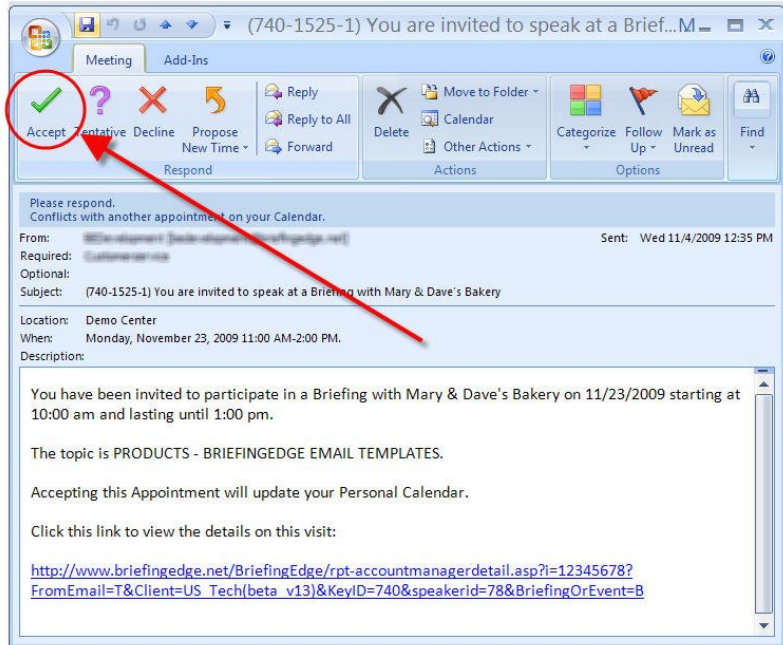 (740-1525-1) You are invited to speak at a Brief...M
Meeting Add-Ins
Accept Tentative Decline Propose New Time
Reply
Reply to All
Forward
Respond
Delete
Move to Folder
Calendar
Other Actions
Actions
Categorize Follow Up Mark as Unread
Options
Find
Please respond.
Conflicts with another appointment on your Calendar.
From: Sent: Wed 11/4/2009 12:35 PM
Required:
Optional:
Subject: (740-1525-1) You are invited to speak at a Briefing with Mary & Dave's Bakery
Location: Demo Center
When: Monday, November 23, 2009 11:00 AM-2:00 PM.
Description:
You have been invited to participate in a Briefing with Mary & Dave's Bakery on 11/23/2009 starting at
10:00 am and lasting until 1:00 pm.
The topic is PRODUCTS - BRIEFINGEDGE EMAIL TEMPLATES.
Accepting this Appointment will update your Personal Calendar.
Click this link to view the details on this visit:
http://www.briefingedge.net/BriefingEdge/rpt-accountmanagerdetail.asp?i=12345678?
FromEmail=T&Client=US_Tech(beta_v13)&KeyID=740&speakerid=78&BriefingOrEvent=B